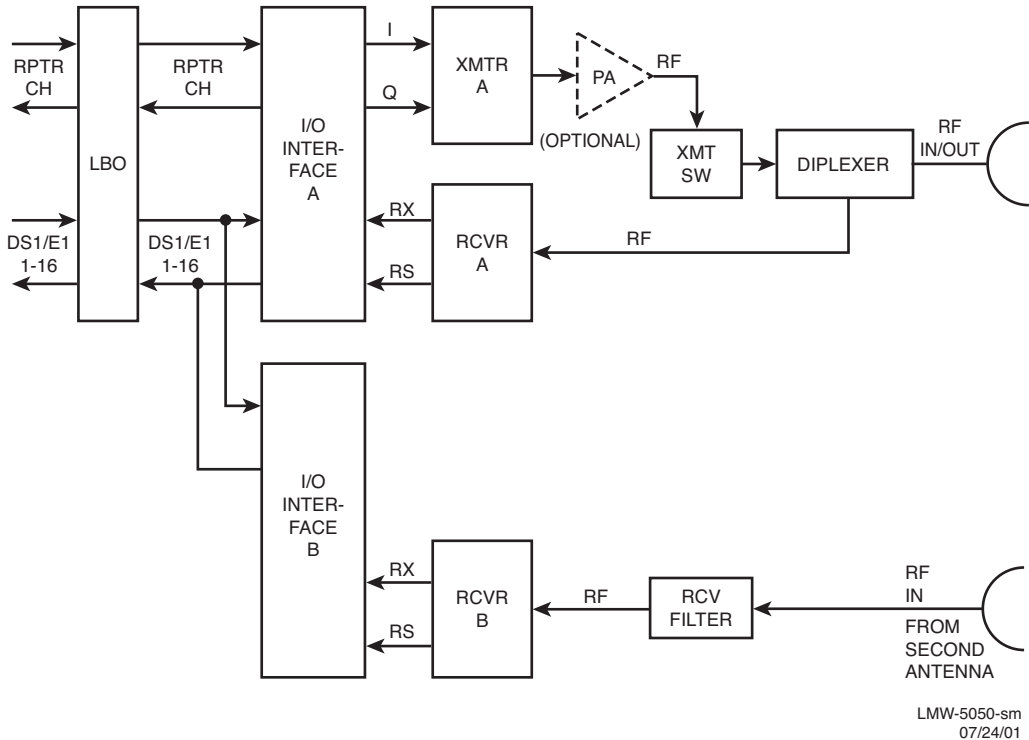 RPTR
CH
LBO
RPTR
CH
I/O
INTER-
FACE
A
I
Q
XMTR
A
PA
(OPTIONAL)
RF
XMT
SW
DIPLEXER
RF
IN/OUT
DS1/E1
1-16
DS1/E1
1-16
RX
RS
RCVR
A
RF
I/O
INTER-
FACE
B
RX
RS
RCVR
B
RF
RCV
FILTER
RF
IN
FROM
SECOND
ANTENNA
LMW-5050-sm
07/24/01